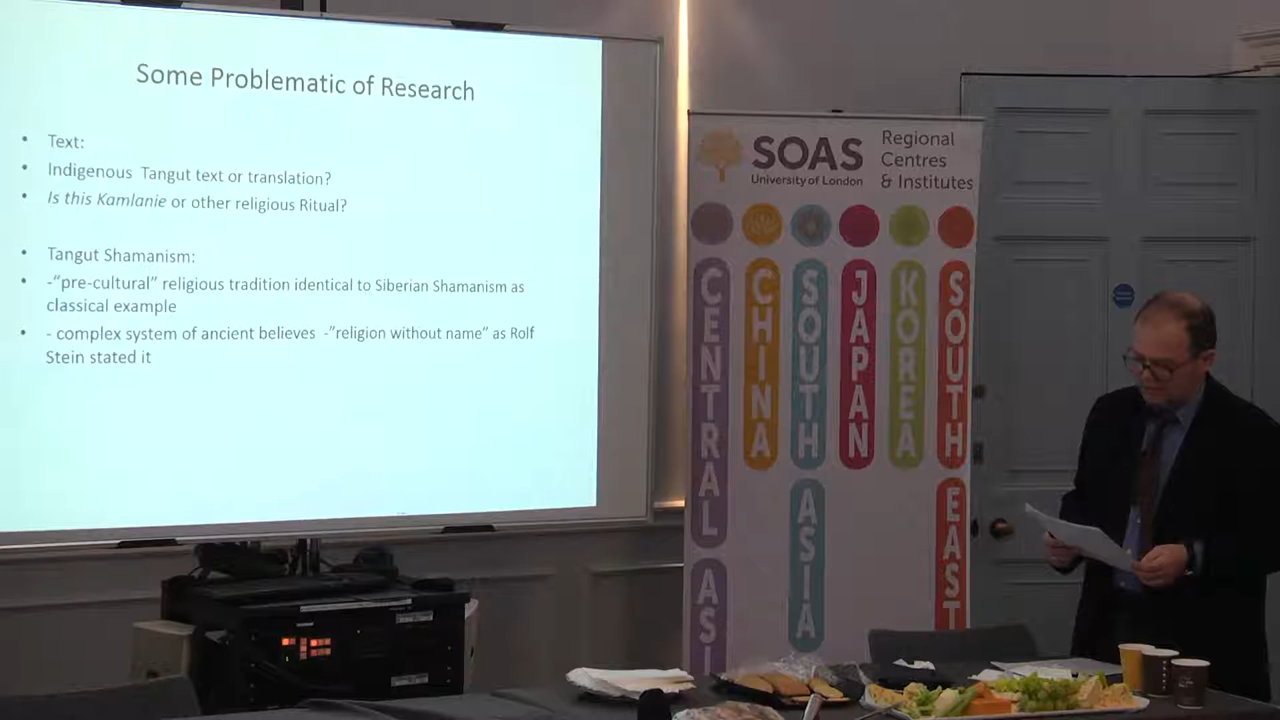 Some Problematic of Research
• Text:
• Indigenous Tangut text or translation?
• Is this Kamlanie or other religious Ritual?
• Tangut Shamanism:
• -“pre-cultural” religious tradition identical to Siberian Shamanism as
classical example
• - complex system of ancient believes -”religion without name” as Rolf
Stein stated it
SOAS
University of London
Regional
Centres
& Institutes
CENTRAL ASI
CHINA
SOUTH ASIA
JAPAN
KOREA
SOUTH EAST